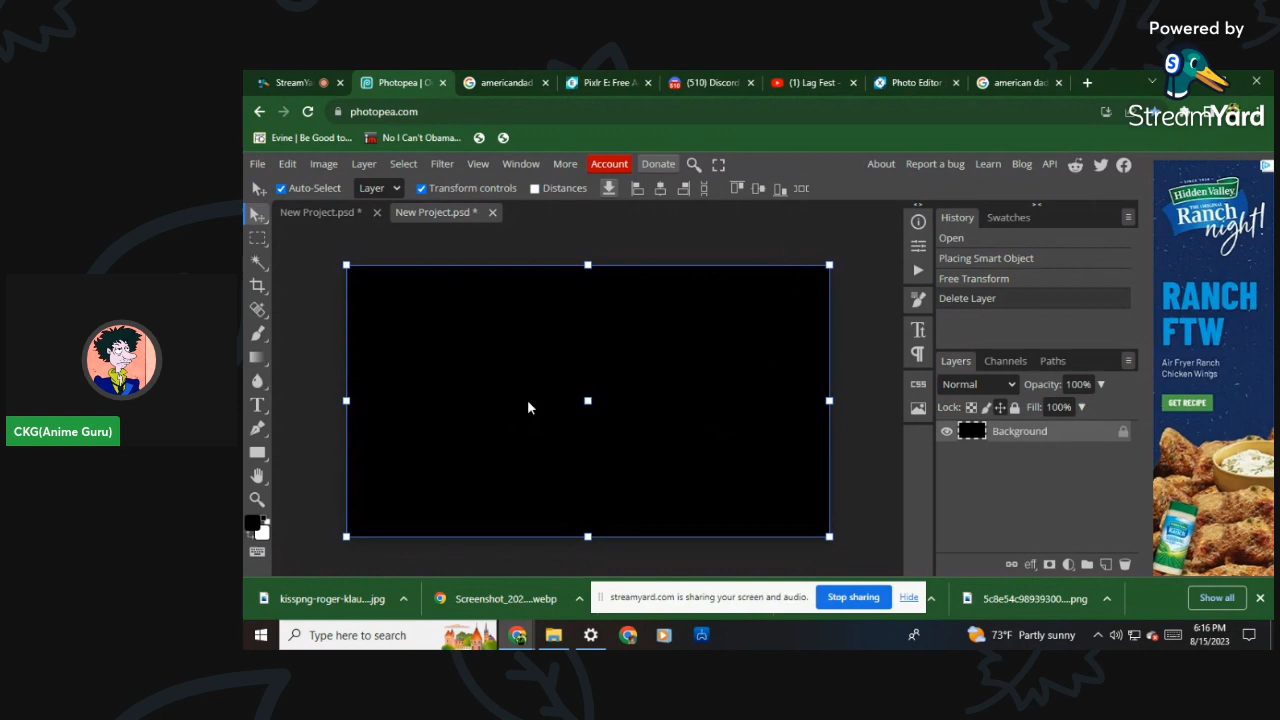 Powered by
StreamYard
StreamYa
Photopea | O
americandad
Pixlr E: Free A
(510) Discord
(1) Lag Fest -
Photo Editor
american dad
photopea.com
Evine | Be Good to...
No I Can't Obama...
File Edit Image Layer Select Filter View Window More Account Donate
About Report a bug Learn Blog API
Auto-Select Layer Transform controls Distances
New Project.psd *
New Project.psd *
History Swatches
Open
Placing Smart Object
Free Transform
Delete Layer
Layers Channels Paths
Normal Opacity: 100%
Lock: Fill: 100%
Background
CSS
eff
Hidden Valley
Ranch
night!
RANCH
FTW
Air Fryer Ranch
Chicken Wings
GET RECIPE
CKG(Anime Guru)
kisspng-roger-klau....jpg
Screenshot_202....webp
streamyard.com is sharing your screen and audio.
Stop sharing
Hide
5c8e54c98939300....png
Show all
Type here to search
73°F Partly sunny
6:16 PM
8/15/2023